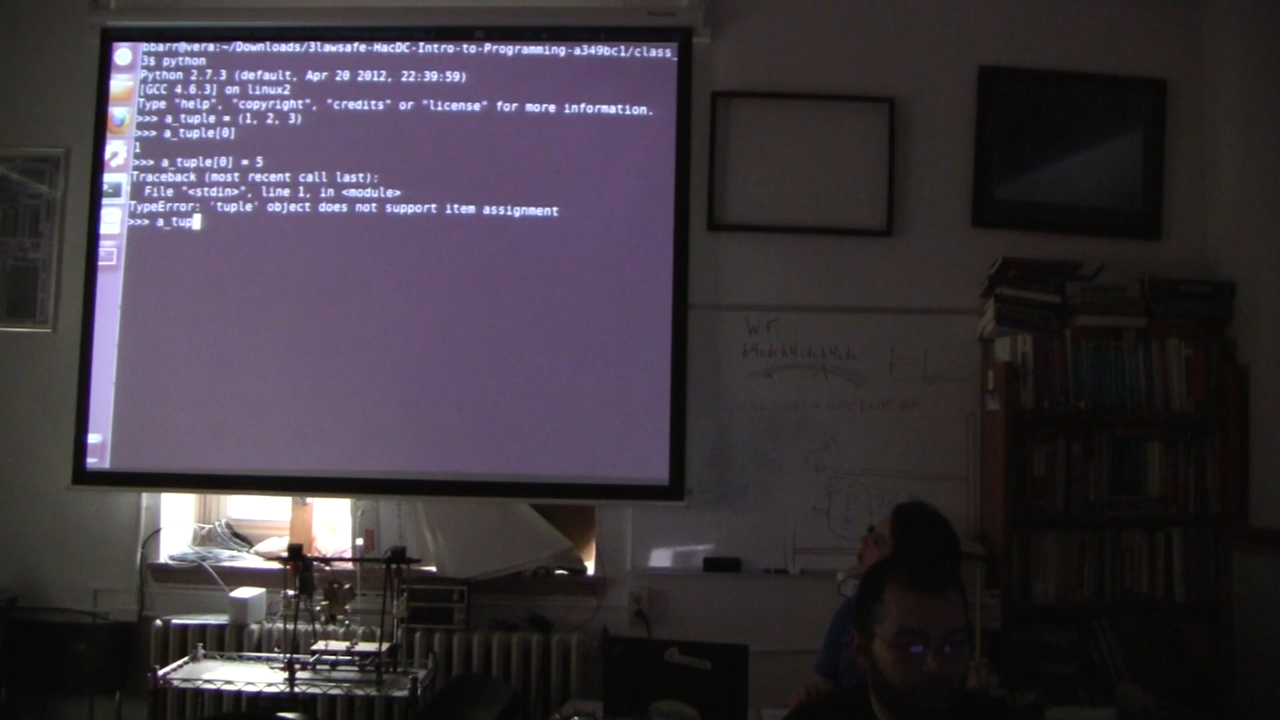 bbarr@vera:~/Downloads/3lawsafe-HacDC-Intro-to-Programming-a349bc1/class_
3$ python
Python 2.7.3 (default, Apr 20 2012, 22:39:59)
[GCC 4.6.3] on linux2
Type "help", "copyright", "credits" or "license" for more information.
>>> a_tuple = (1, 2, 3)
>>> a_tuple[0]
1
>>> a_tuple[0] = 5
Traceback (most recent call last):
  File "<stdin>", line 1, in <module>
TypeError: 'tuple' object does not support item assignment
>>> a_tup
WiFi
h4cdch4cdch4cdc